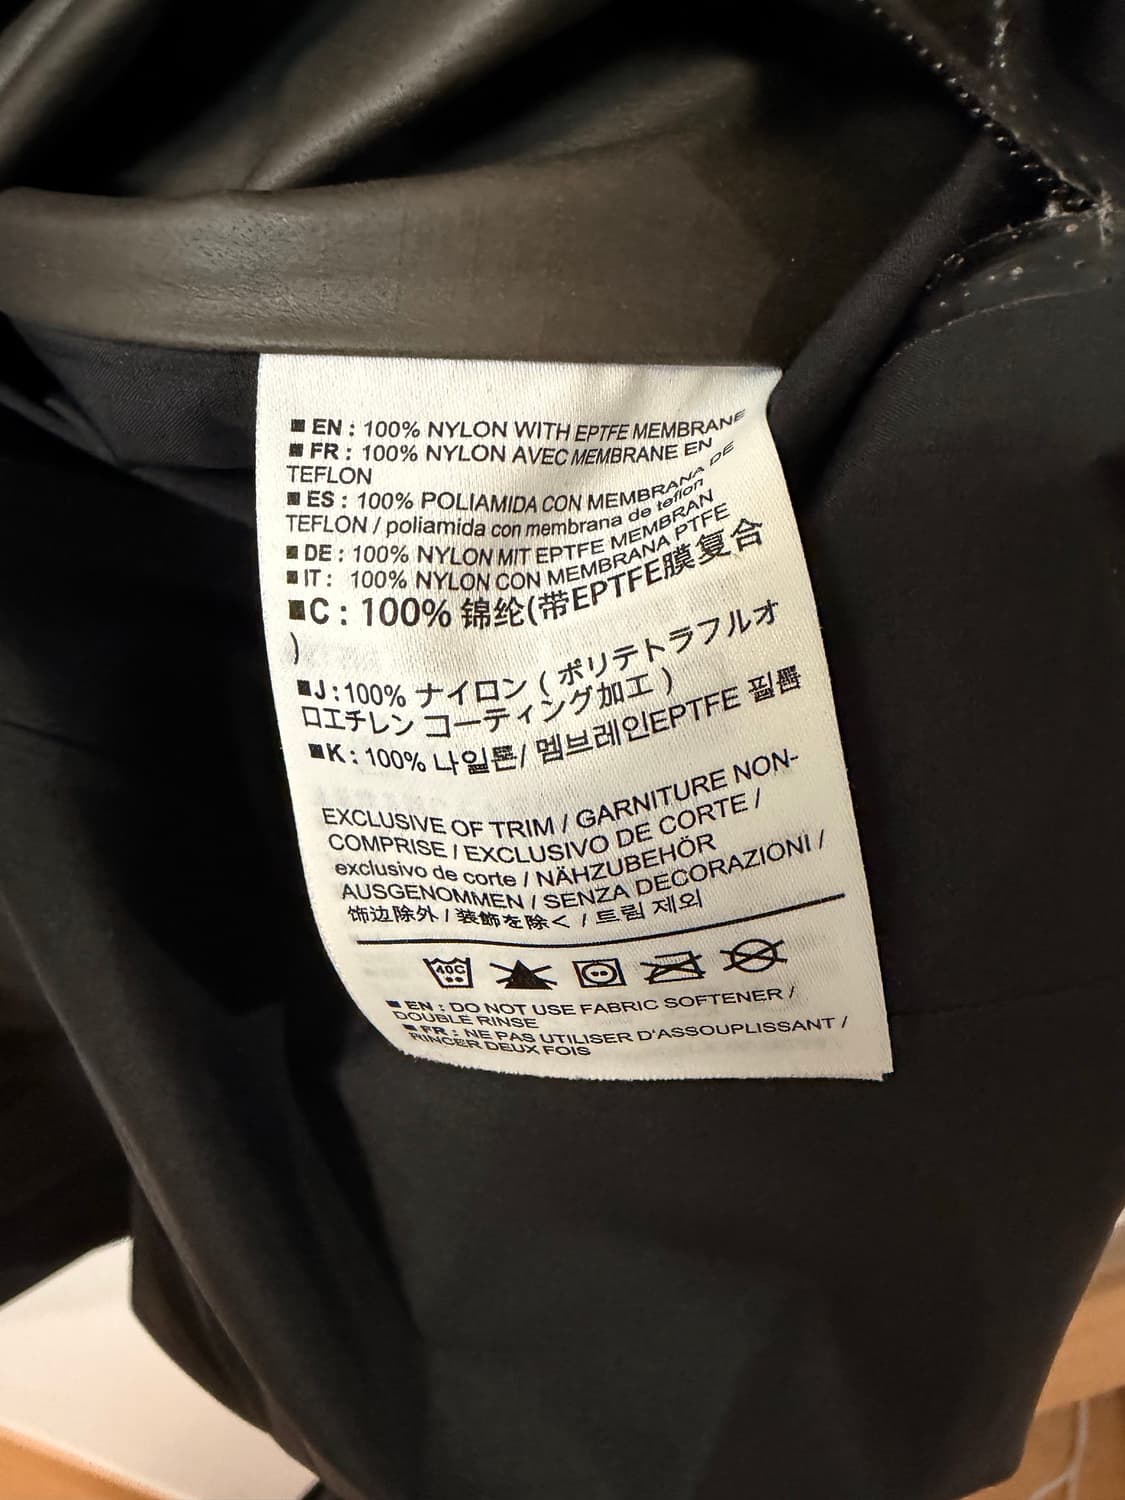 ■ EN : 100% NYLON WITH EPTFE MEMBRANE
■ FR : 100% NYLON AVEC MEMBRANE EN
TEFLON
■ ES : 100% POLIAMIDA CON MEMBRANA DE
TEFLON / poliamida con membrana de teflon
■ DE : 100% NYLON MIT EPTFE MEMBRAN
■ IT : 100% NYLON CON MEMBRANA PTFE
■ C : 100% 锦纶(带EPTFE膜复合
)
■ J : 100% ナイロン ( ポリテトラフルオ
ロエチレン コーティング加工 )
■ K : 100% 나일론/ 멤브레인EPTFE 필름
EXCLUSIVE OF TRIM / GARNITURE NON-
COMPRISE / EXCLUSIVO DE CORTE /
exclusivo de corte / NÄHZUBEHÖR
AUSGENOMMEN / SENZA DECORAZIONI /
饰边除外 / 装飾を除く / 트림 제외
40C
■ EN : DO NOT USE FABRIC SOFTENER /
DOUBLE RINSE
■ FR : NE PAS UTILISER D'ASSOUPLISSANT /
RINCER DEUX FOIS